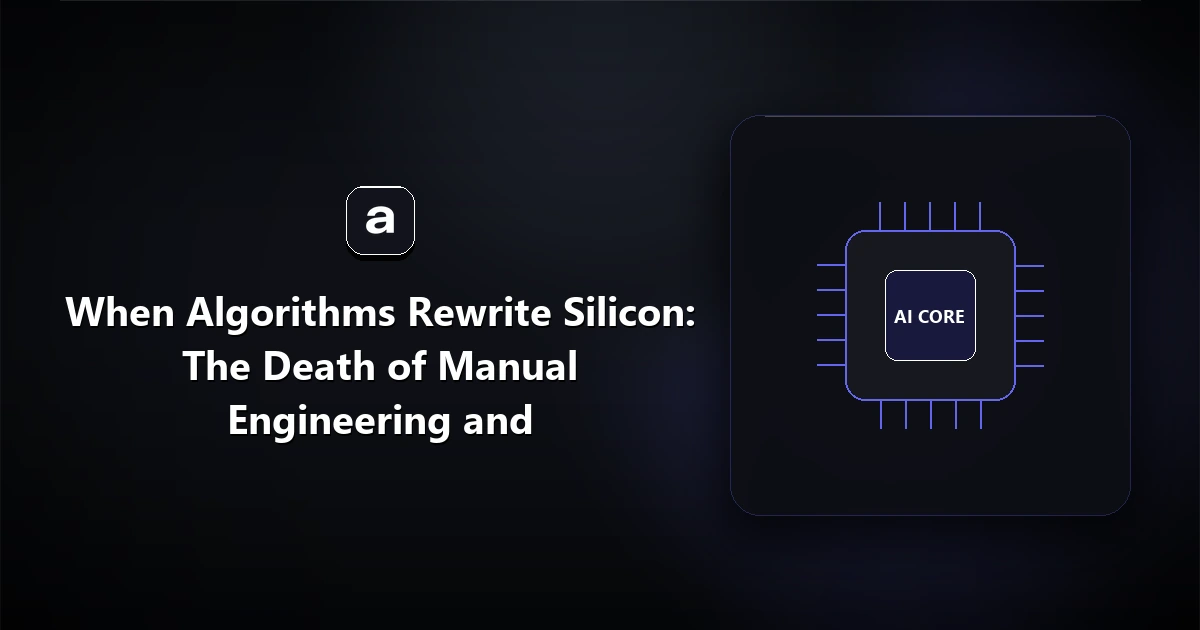 a
When Algorithms Rewrite Silicon:
The Death of Manual
Engineering and
AI CORE